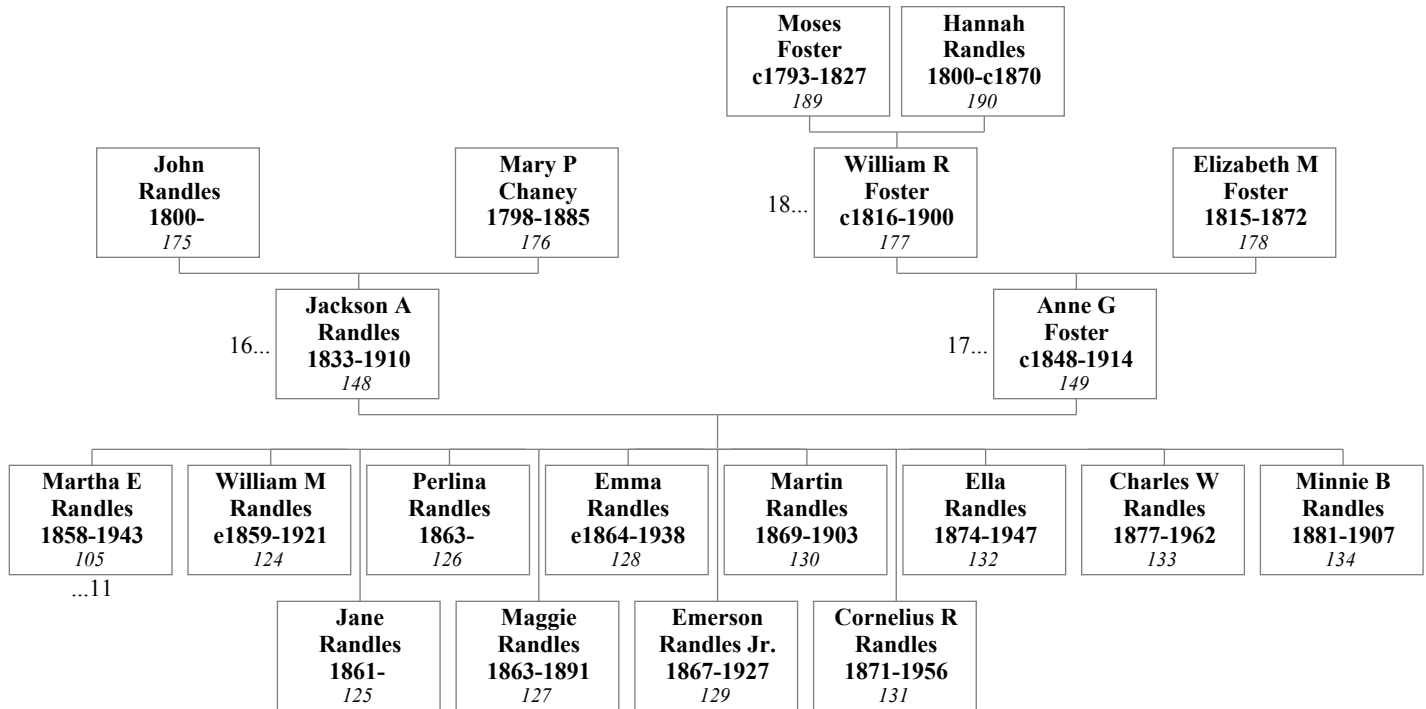 Moses
Foster
c1793-1827
189
Hannah
Randles
1800-c1870
190
John
Randles
1800-
175
Mary P
Chaney
1798-1885
176
18...
William R
Foster
c1816-1900
177
Elizabeth M
Foster
1815-1872
178
16...
Jackson A
Randles
1833-1910
148
17...
Anne G
Foster
c1848-1914
149
Martha E
Randles
1858-1943
105
...11
William M
Randles
e1859-1921
124
Perlina
Randles
1863-
126
Emma
Randles
e1864-1938
128
Martin
Randles
1869-1903
130
Ella
Randles
1874-1947
132
Charles W
Randles
1877-1962
133
Minnie B
Randles
1881-1907
134
Jane
Randles
1861-
125
Maggie
Randles
1863-1891
127
Emerson
Randles Jr.
1867-1927
129
Cornelius R
Randles
1871-1956
131